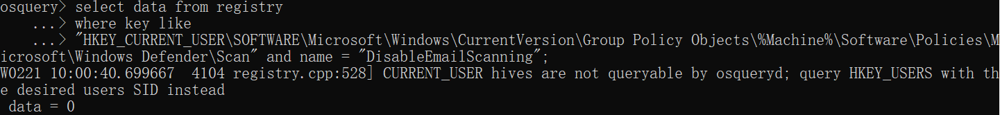 osquery> select data from registry
    ...> where key like
    ...> "HKEY_CURRENT_USER\SOFTWARE\Microsoft\Windows\CurrentVersion\Group Policy Objects\%Machine%\Software\Policies\M
icrosoft\Windows Defender\Scan" and name = "DisableEmailScanning";
W0221 10:00:40.699667  4104 registry.cpp:528] CURRENT_USER hives are not queryable by osqueryd; query HKEY_USERS with th
e desired users SID instead
 data = 0